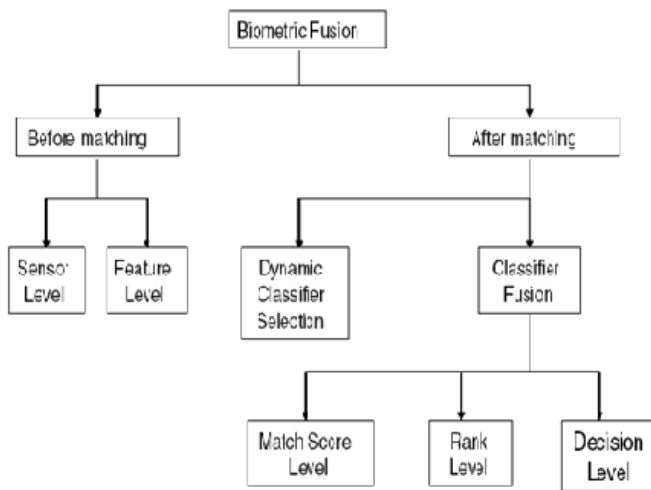 Biometric Fusion
Before matching
After matching
Sensor
Level
Feature
Level
Dynamic
Classifier
Selection
Classifier
Fusion
Match Score
Level
Rank
Level
Decision
Level